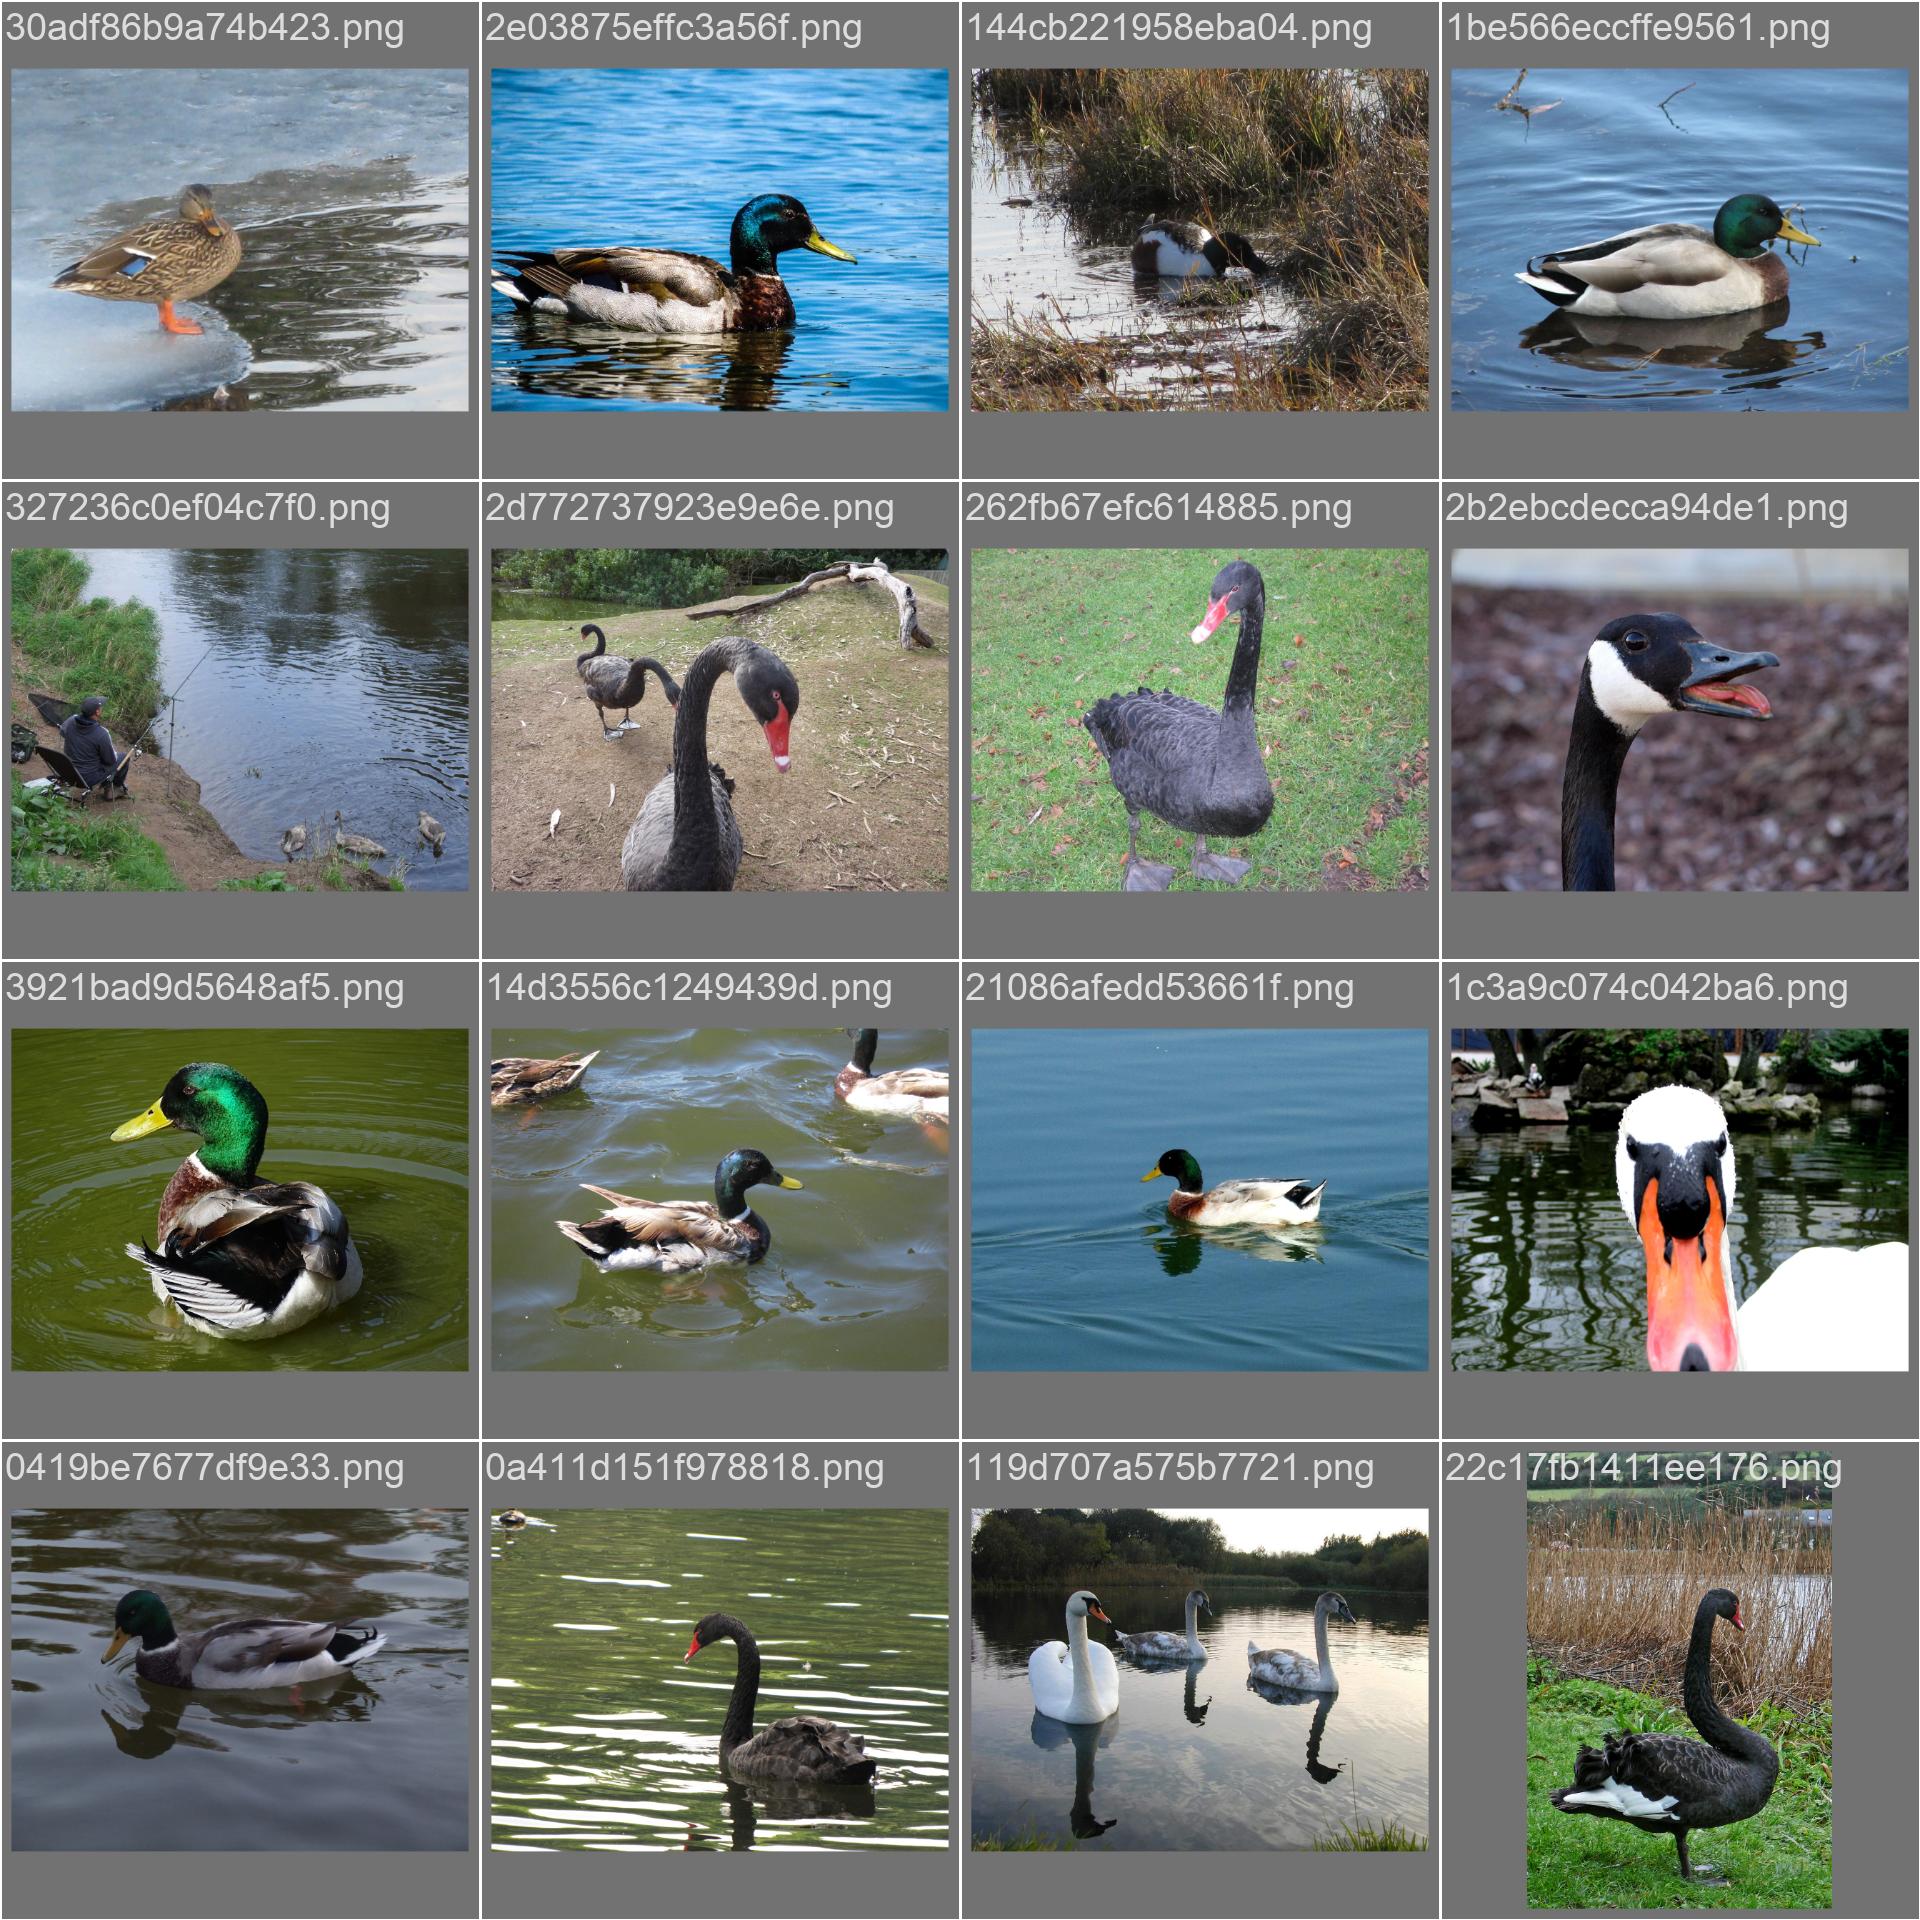 30adf86b9a74b423.png
2e03875effc3a56f.png
144cb221958eba04.png
1be566eccffe9561.png
327236c0ef04c7f0.png
2d772737923e9e6e.png
262fb67efc614885.png
2b2ebcdecca94de1.png
3921bad9d5648af5.png
14d3556c1249439d.png
21086afedd53661f.png
1c3a9c074c042ba6.png
0419be7677df9e33.png
0a411d151f978818.png
119d707a575b7721.png
22c17fb1411ee176.png